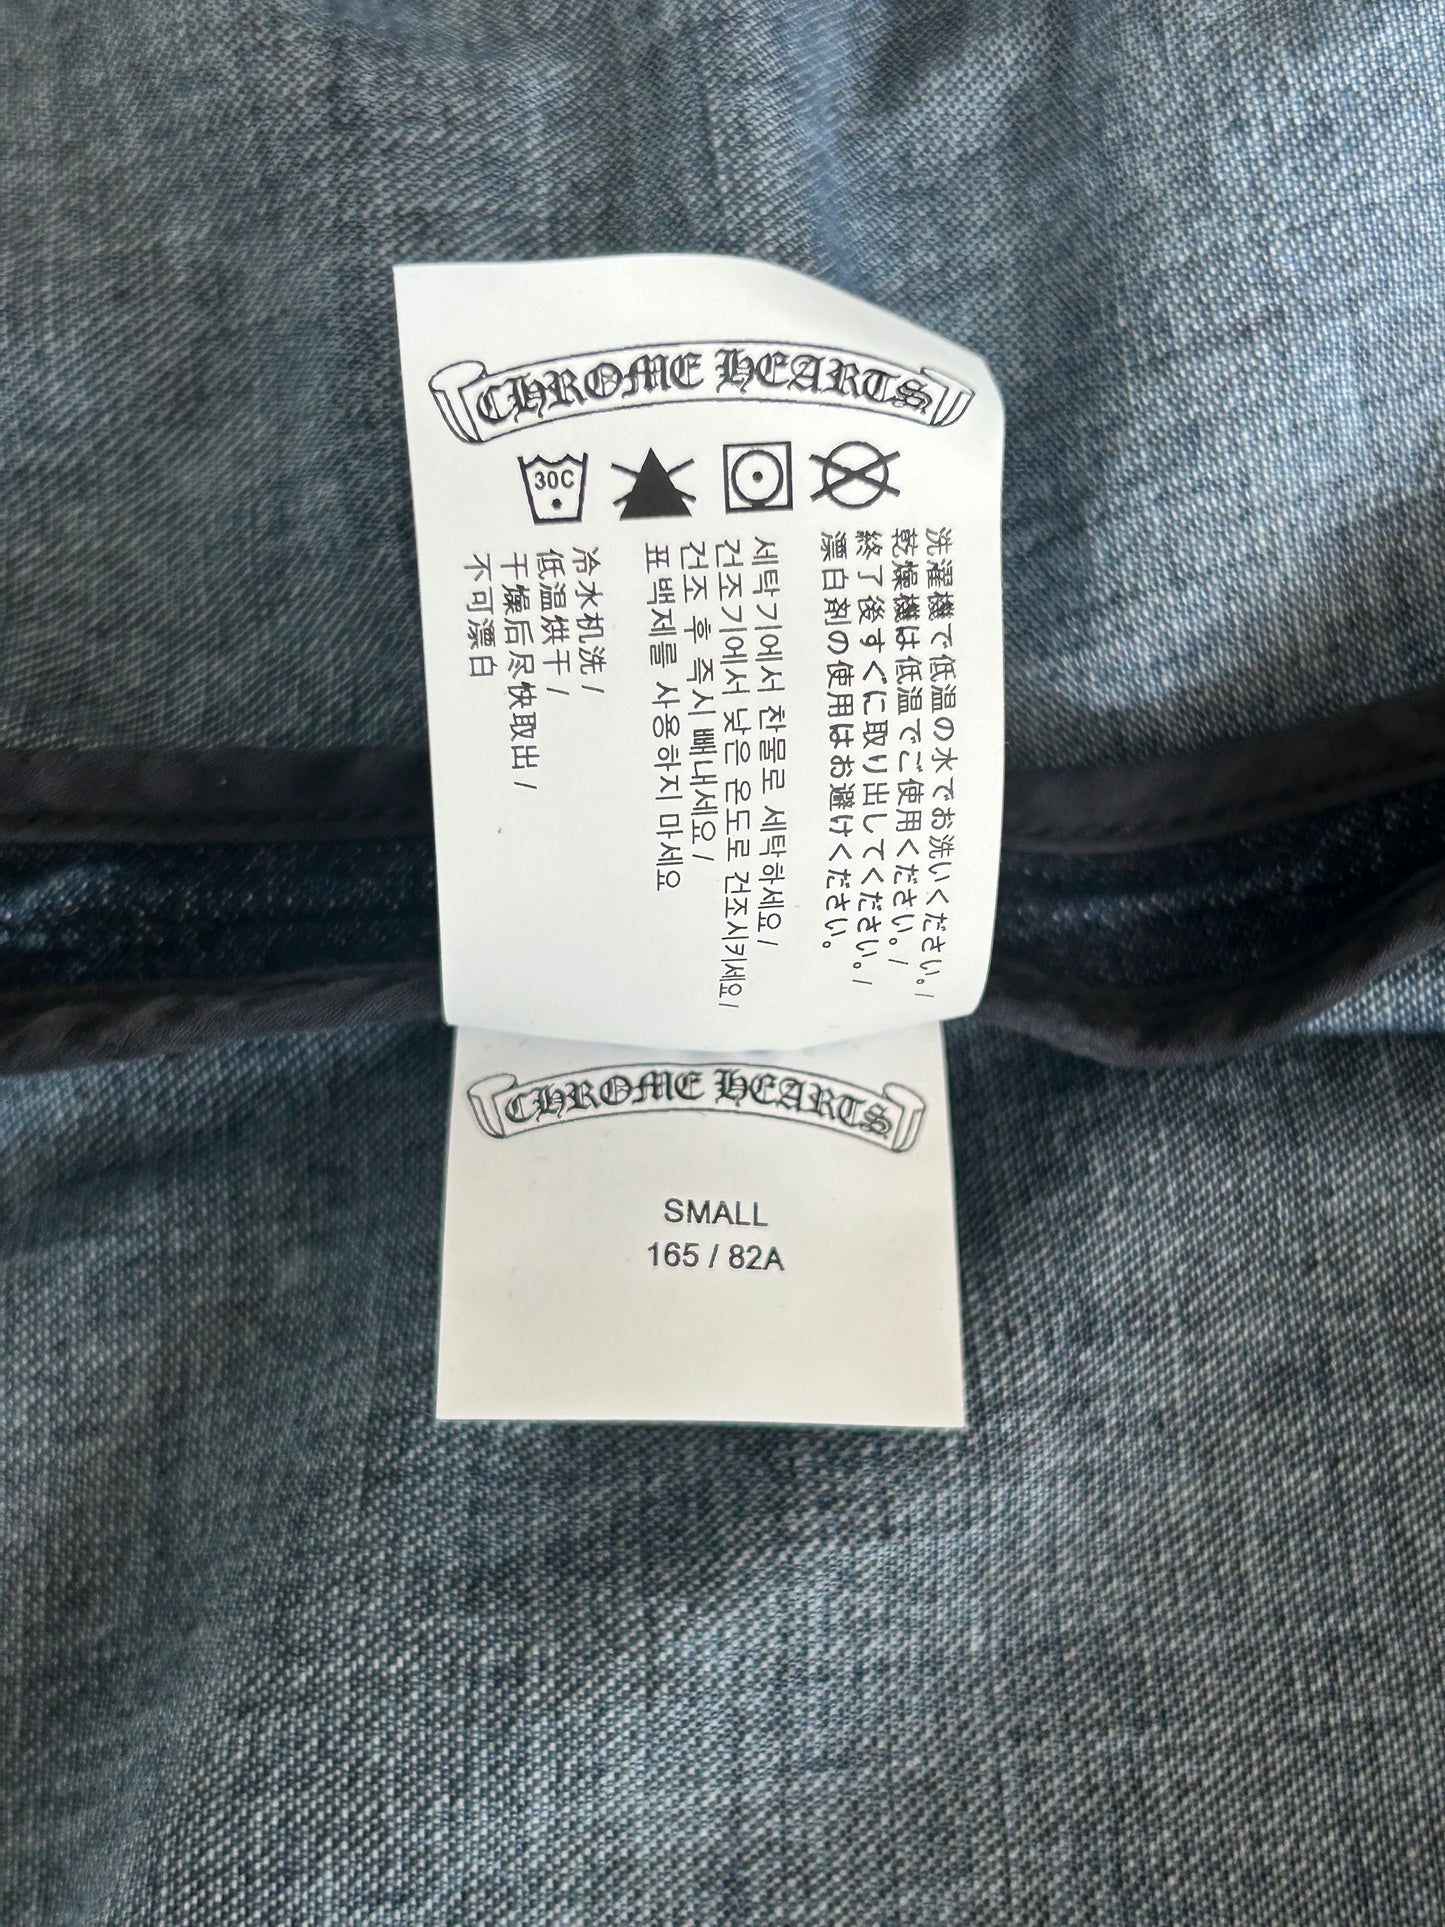 CHROME HEARTS
30C
洗濯機で低温の水でお洗いください。/
乾燥機は低温でご使用ください。/
終了後すぐに取り出してください。/
漂白剤の使用はお避けください。
세탁기에서 찬물로 세탁하세요/
건조기에서 낮은 온도로 건조시키세요/
건조 후 즉시 빼내세요/
표백제를 사용하지 마세요
冷水机洗/
低温烘干/
干燥后尽快取出/
不可漂白
CHROME HEARTS
SMALL
165 / 82A